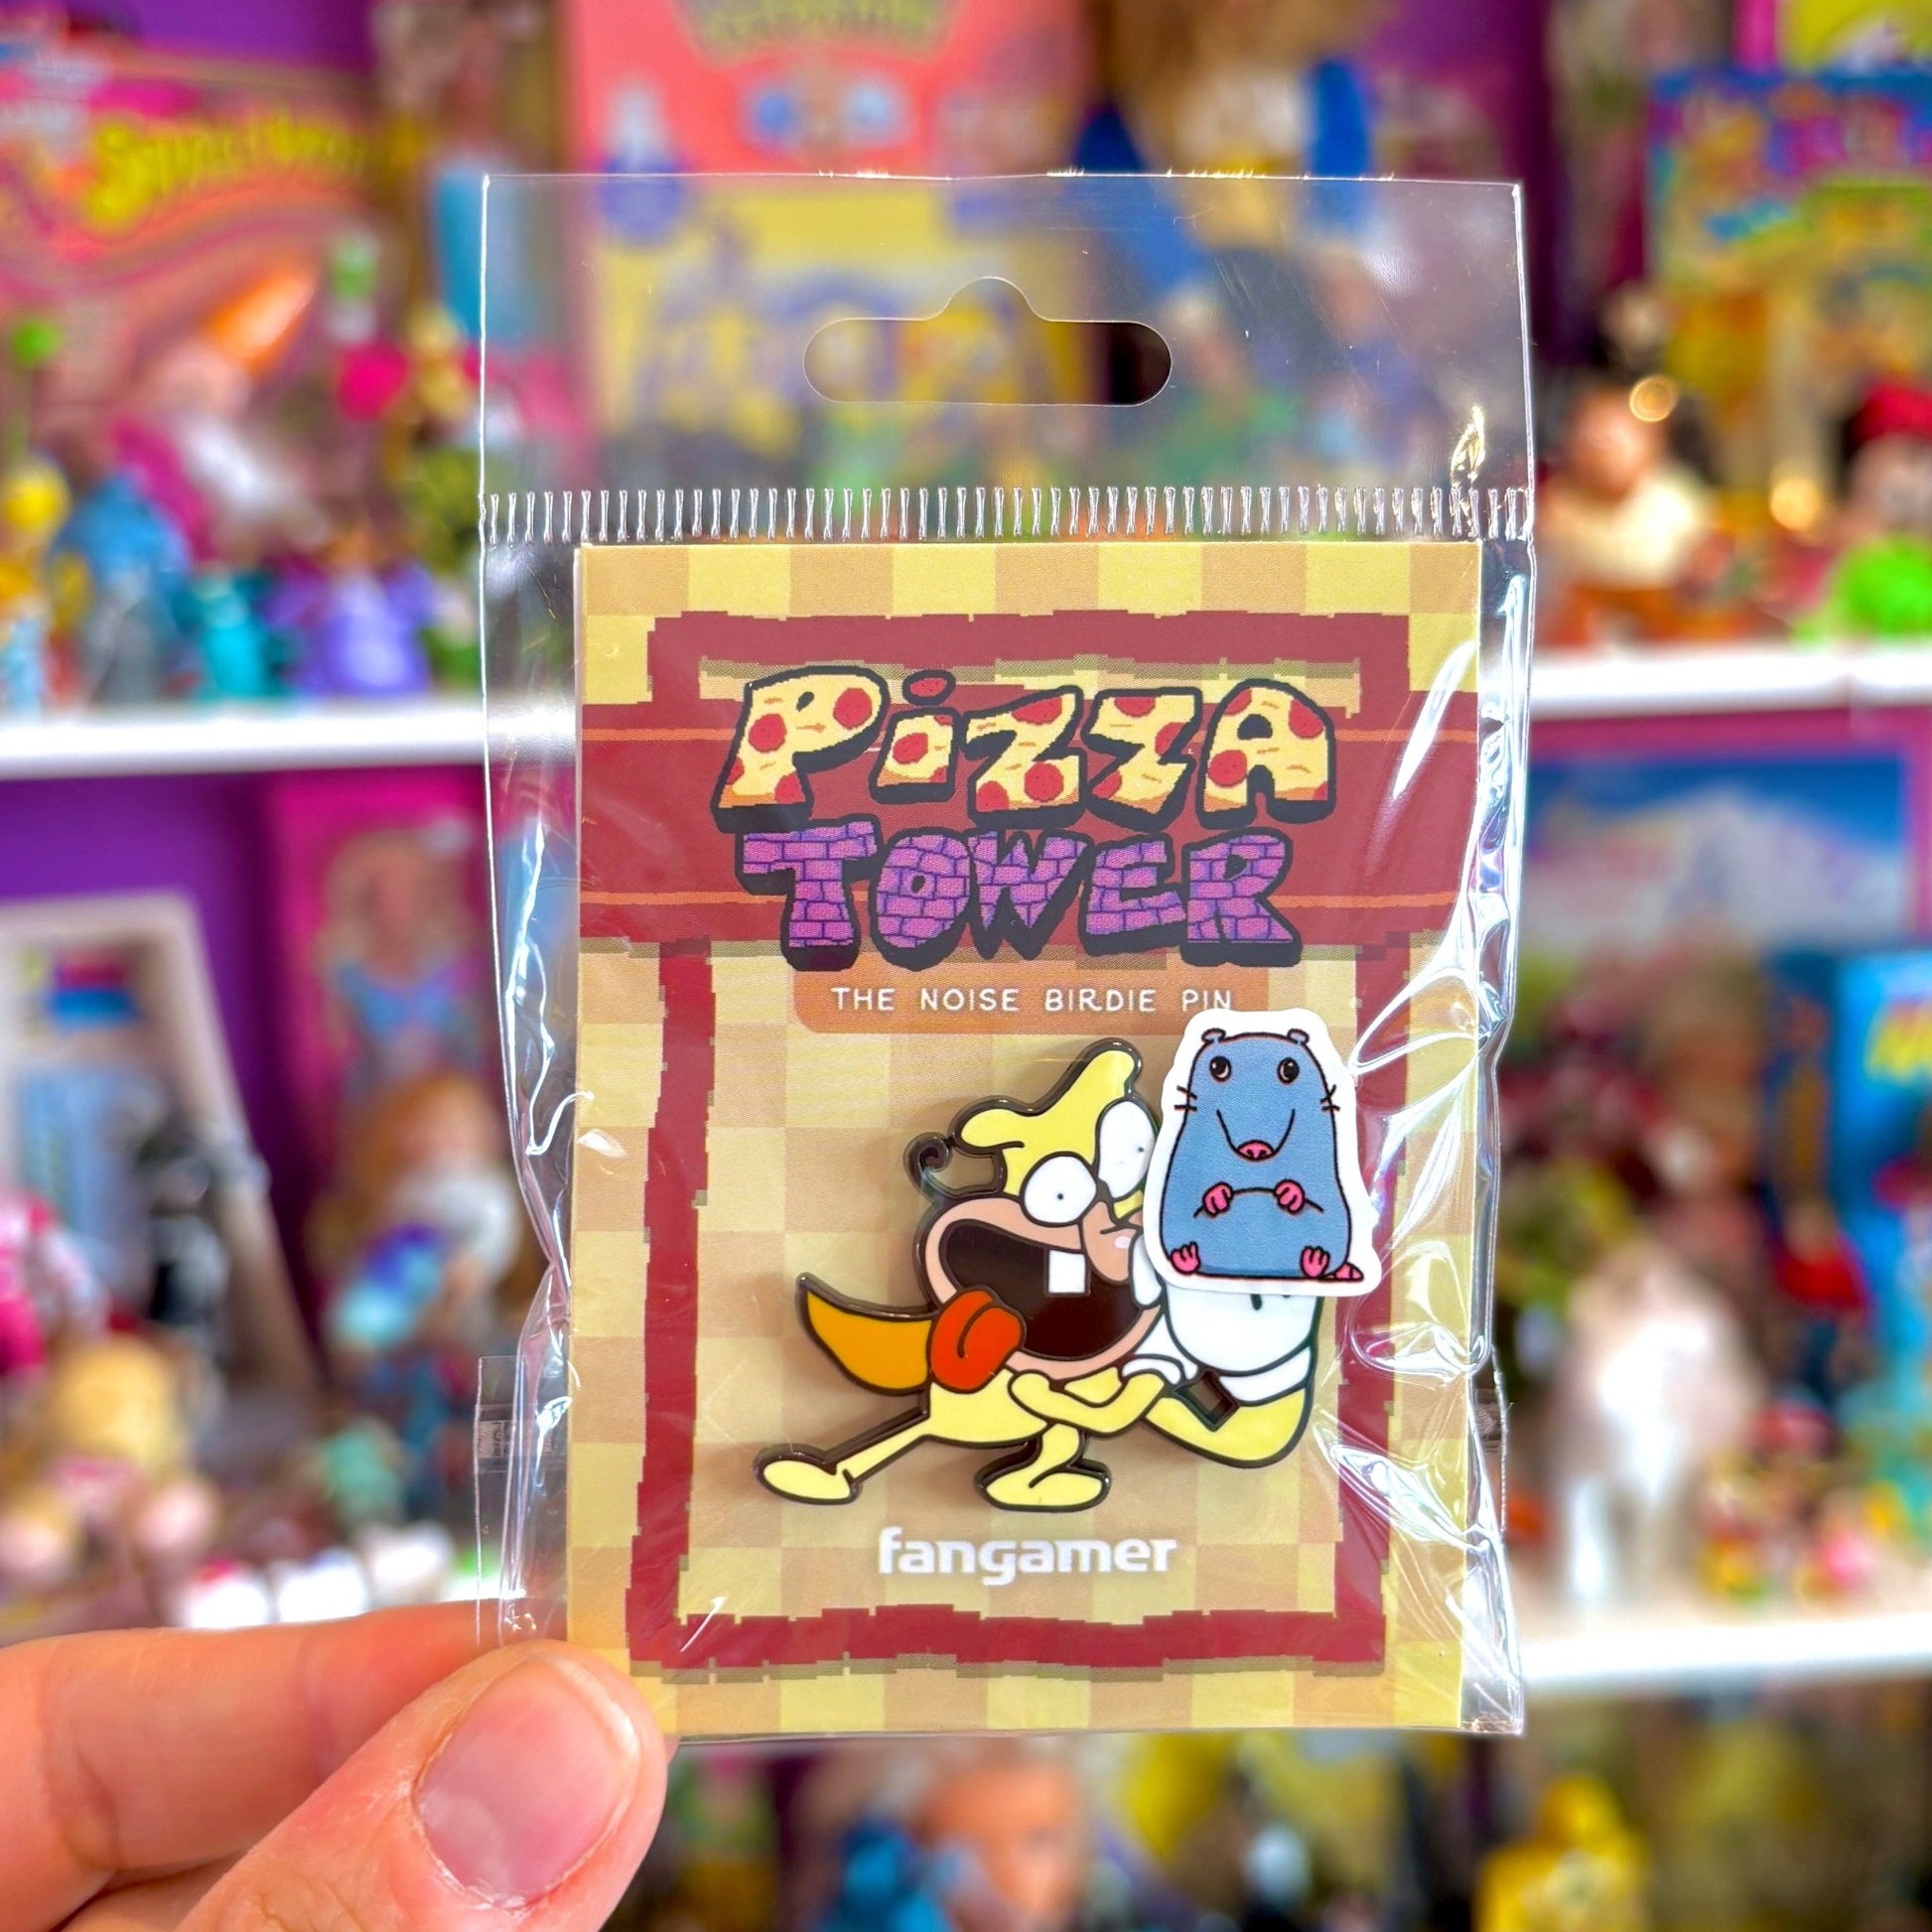 PIZZA
TOWER
THE NOISE BIRDIE PIN
fangamer